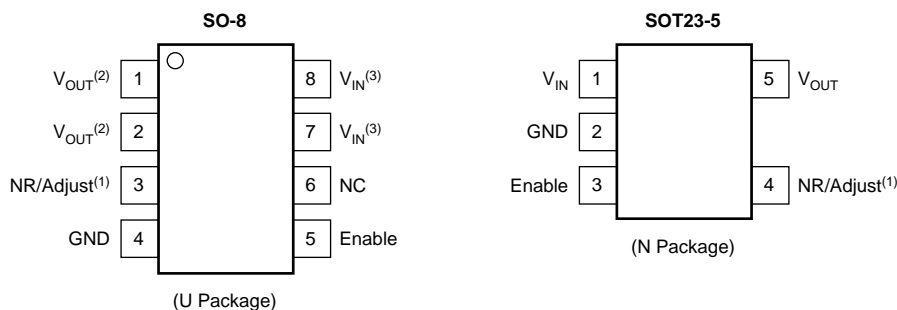 SO-8
V_OUT(2) 1 8 V_IN(3)
V_OUT(2) 2 7 V_IN(3)
NR/Adjust(1) 3 6 NC
GND 4 5 Enable
(U Package)
SOT23-5
V_IN 1 5 V_OUT
GND 2
Enable 3 4 NR/Adjust(1)
(N Package)